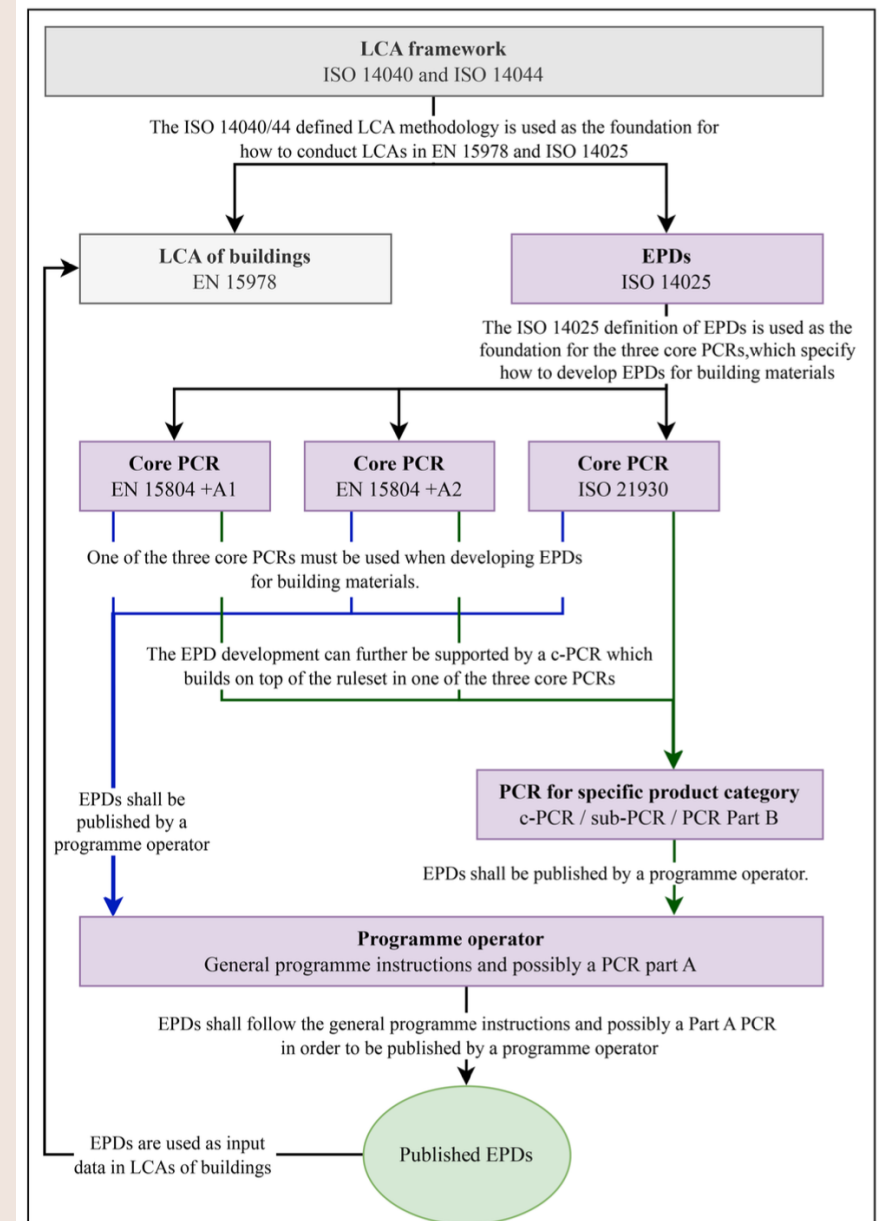 LCA framework
ISO 14040 and ISO 14044
The ISO 14040/44 defined LCA methodology is used as the foundation for
how to conduct LCAs in EN 15978 and ISO 14025
LCA of buildings
EN 15978
EPDs
ISO 14025
The ISO 14025 definition of EPDs is used as the
foundation for the three core PCRs,which specify
how to develop EPDs for building materials
Core PCR
EN 15804 +A1
Core PCR
EN 15804 +A2
Core PCR
ISO 21930
One of the three core PCRs must be used when developing EPDs
for building materials.
The EPD development can further be supported by a c-PCR which
builds on top of the ruleset in one of the three core PCRs
EPDs shall be
published by a
programme operator
PCR for specific product category
c-PCR / sub-PCR / PCR Part B
EPDs shall be published by a programme operator.
Programme operator
General programme instructions and possibly a PCR part A
EPDs shall follow the general programme instructions and possibly a Part A PCR
in order to be published by a programme operator
EPDs are used as input
data in LCAs of buildings
Published EPDs